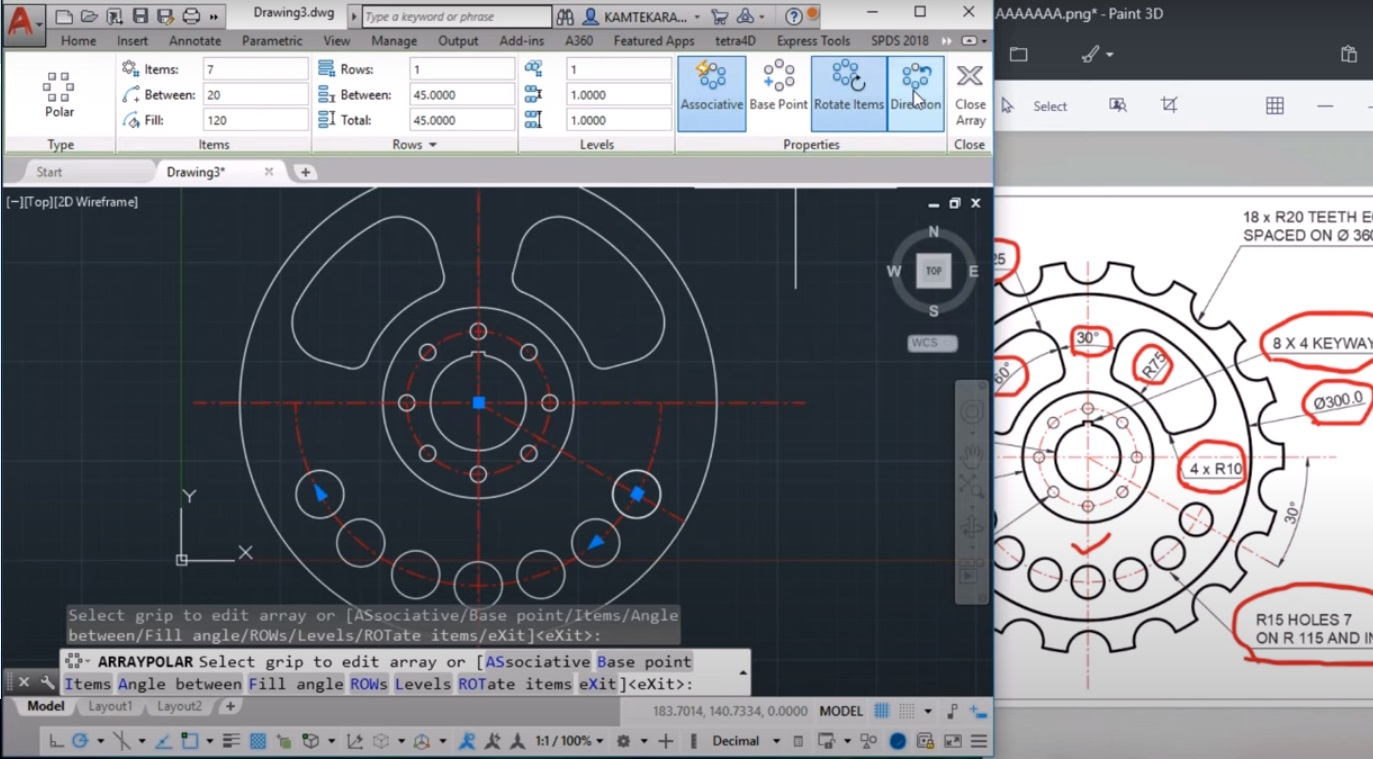 Drawing3.dwg
Type a keyword or phrase
KAMTEKARA...
AAAAAAA.png* - Paint 3D
Home Insert Annotate Parametric View Manage Output Add-ins A360 Featured Apps tetra4D Express Tools SPDS 2018
Items: 7 Rows: 1 1
Between: 20 Between: 45.0000 1.0000
Fill: 120 Total: 45.0000 1.0000
Polar
Associative Base Point Rotate Items Direction Close Array
Type Items Rows Levels Properties Close
Select
Start Drawing3* +
[−][Top][2D Wireframe]
N
W TOP E
S
WCS
Y
X
18 x R20 TEETH
SPACED ON Ø 360
25
30°
60°
R75
8 X 4 KEYWAY
Ø300.0
4 x R10
30°
R15 HOLES 7
ON R 115 AND
Select grip to edit array or [ASsociative/Base point/Items/Angle
between/Fill angle/ROWs/Levels/ROTate items/eXit]<eXit>:
ARRAYPOLAR Select grip to edit array or [ASsociative Base point
Items Angle between Fill angle ROWs Levels ROTate items eXit]<eXit>:
Model Layout1 Layout2 +
183.7014, 140.7334, 0.0000 MODEL
1:1 / 100% Decimal